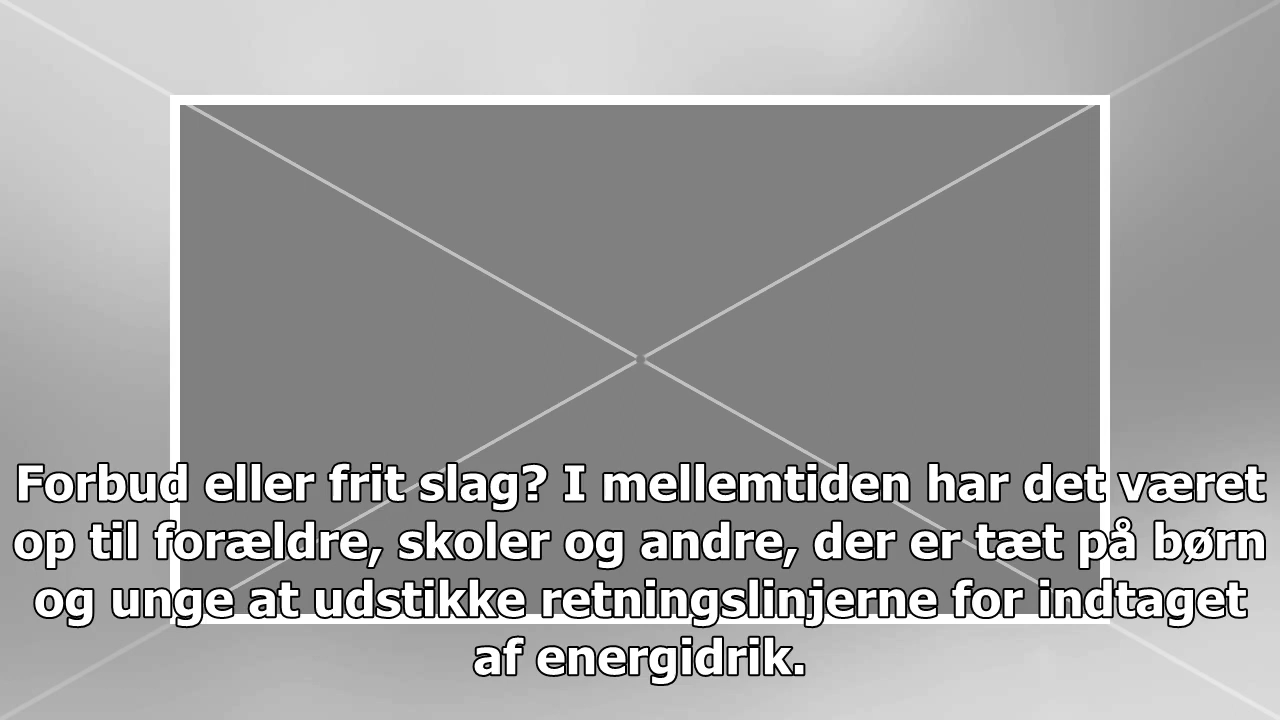 Forbud eller frit slag? I mellemtiden har det været
op til forældre, skoler og andre, der er tæt på børn
og unge at udstikke retningslinjerne for indtaget
af energidrik.